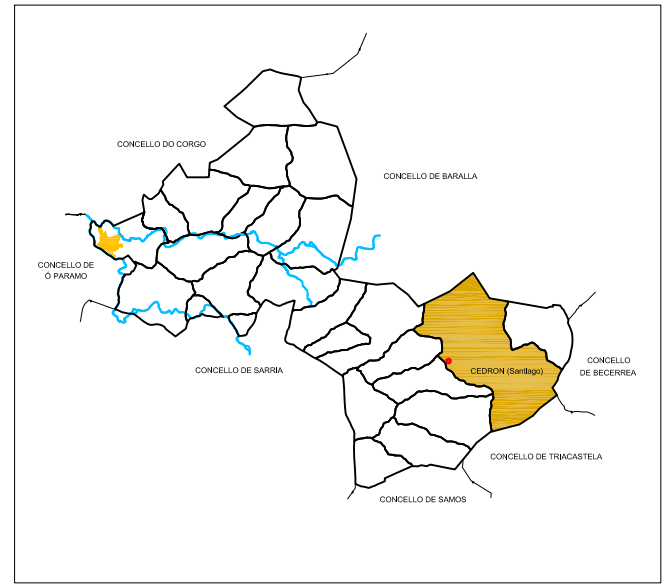 CONCELLO DO CORGO
CONCELLO DE BARALLA
CONCELLO DE
Ó PARAMO
CONCELLO DE SARRIA
CEDRON (Santiago)
CONCELLO
DE BECERREA
CONCELLO DE TRIACASTELA
CONCELLO DE SAMOS